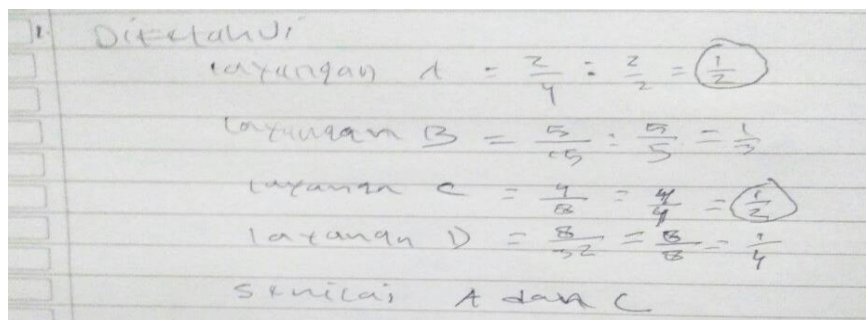 1. Diketahui
layangan A = 2/4 : 2/2 = 1/2
layangan B = 5/15 : 5/5 = 1/3
layangan C = 4/8 = 4/4 = 1/2
layangan D = 8/32 = 8/8 = 1/4
senilai A dan C